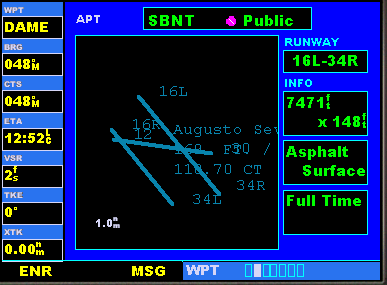 WPT
DAME
BRG
048°M
CTS
048°M
ETA
12:52LC
VSR
2fs
TKE
0°
XTK
0.00nm
APT
SBNT Public
RUNWAY
16L-34R
INFO
7471ft
x 148ft
Asphalt
Surface
Full Time
16L
16R
12
Augusto Sev
169 FT
30 /
118.70 CT
34R
34L
1.0nm
ENR
MSG
WPT